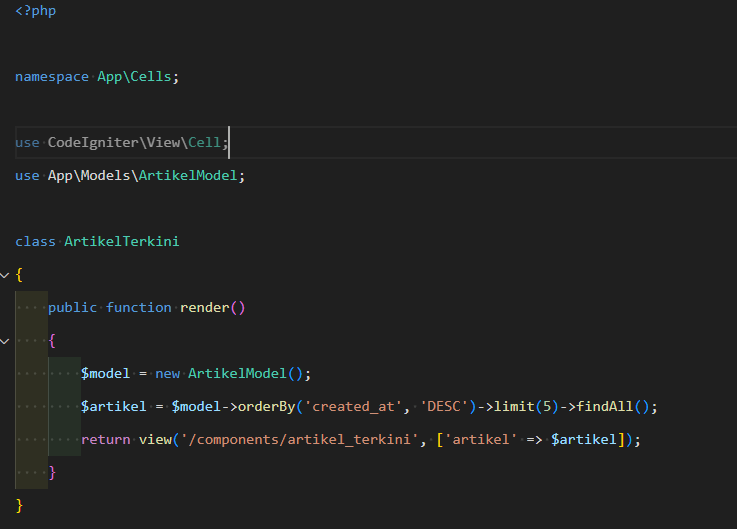 <?php
namespace App\Cells;
use CodeIgniter\View\Cell;
use App\Models\ArtikelModel;
class ArtikelTerkini
{
public function render()
{
$model = new ArtikelModel();
$artikel = $model->orderBy('created_at', 'DESC')->limit(5)->findAll();
return view('/components/artikel_terkini', ['artikel' => $artikel]);
}
}